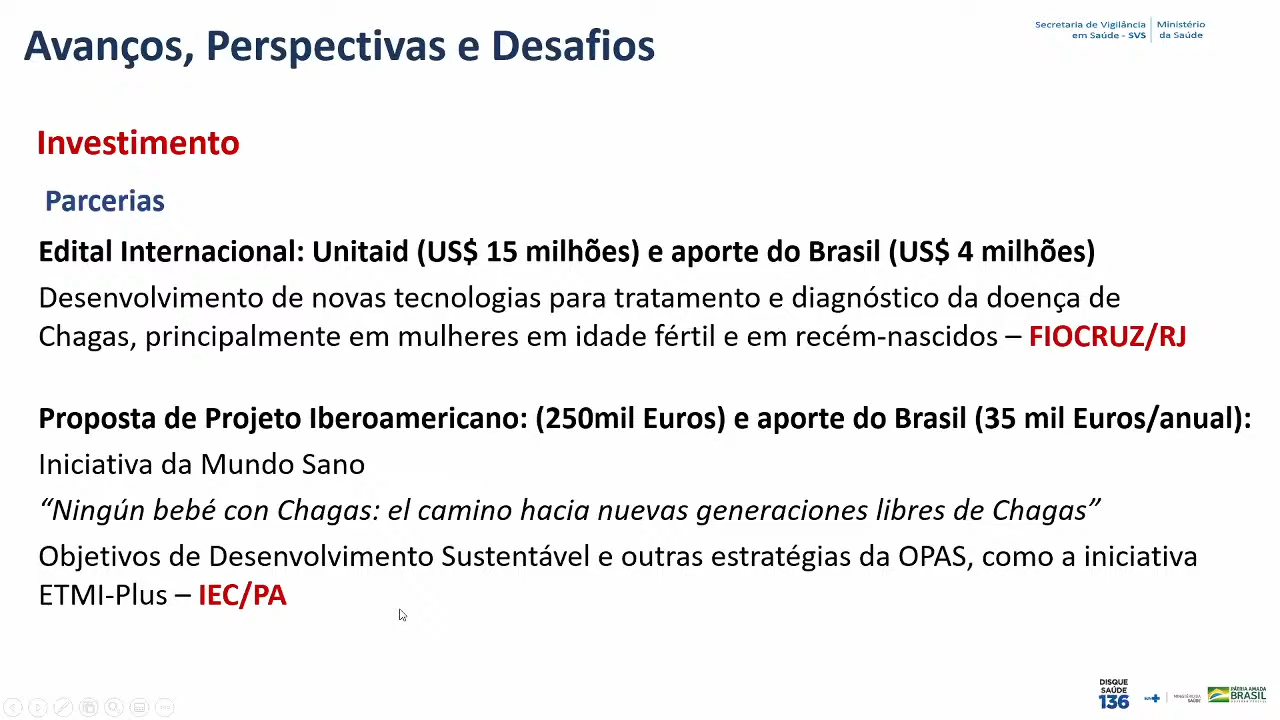 Avanços, Perspectivas e Desafios
Secretaria de Vigilância
em Saúde - SVS
Ministério
da Saúde
Investimento
Parcerias
Edital Internacional: Unitaid (US$ 15 milhões) e aporte do Brasil (US$ 4 milhões)
Desenvolvimento de novas tecnologias para tratamento e diagnóstico da doença de
Chagas, principalmente em mulheres em idade fértil e em recém-nascidos – FIOCRUZ/RJ
Proposta de Projeto Iberoamericano: (250mil Euros) e aporte do Brasil (35 mil Euros/anual):
Iniciativa da Mundo Sano
“Ningún bebé con Chagas: el camino hacia nuevas generaciones libres de Chagas”
Objetivos de Desenvolvimento Sustentável e outras estratégias da OPAS, como a iniciativa
ETMI-Plus – IEC/PA
DISQUE
SAÚDE
136
MINISTÉRIO DA
SAÚDE
PÁTRIA AMADA
BRASIL